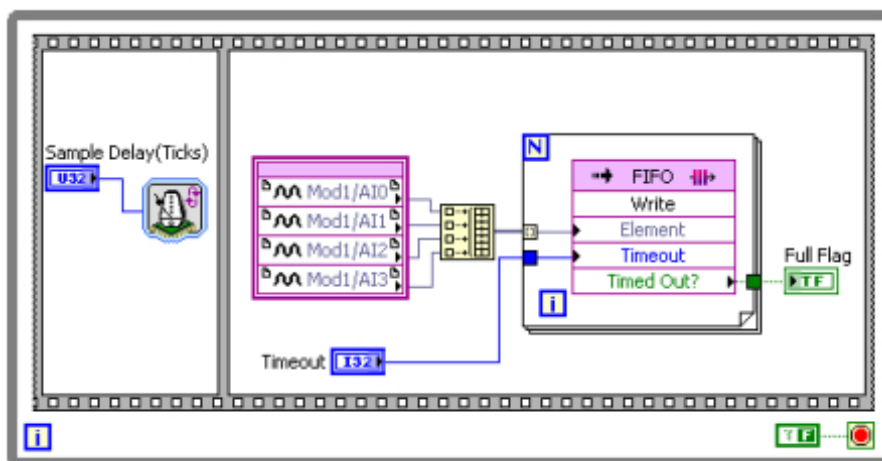 Sample Delay(Ticks)
U32
Mod1/AI0
Mod1/AI1
Mod1/AI2
Mod1/AI3
Timeout
I32
N
FIFO
Write
Element
Timeout
Timed Out?
i
Full Flag
TF
i
F